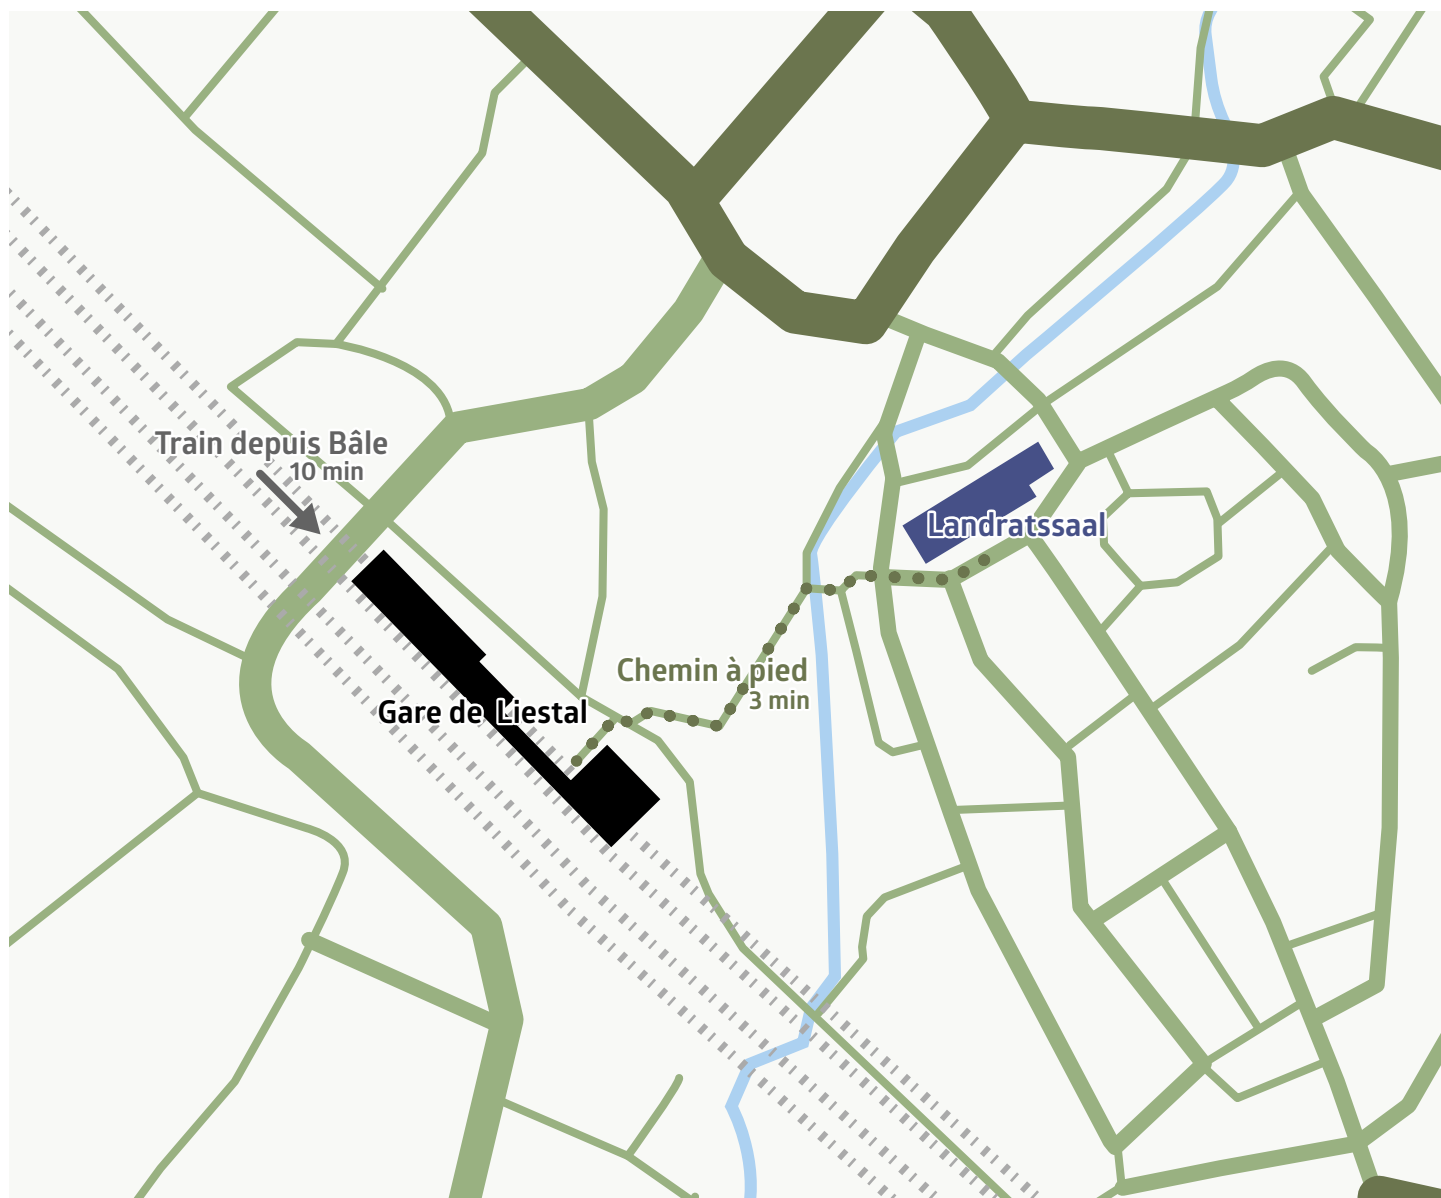 Train depuis Bâle
10 min
Landratssaal
Chemin à pied
3 min
Gare de Liestal